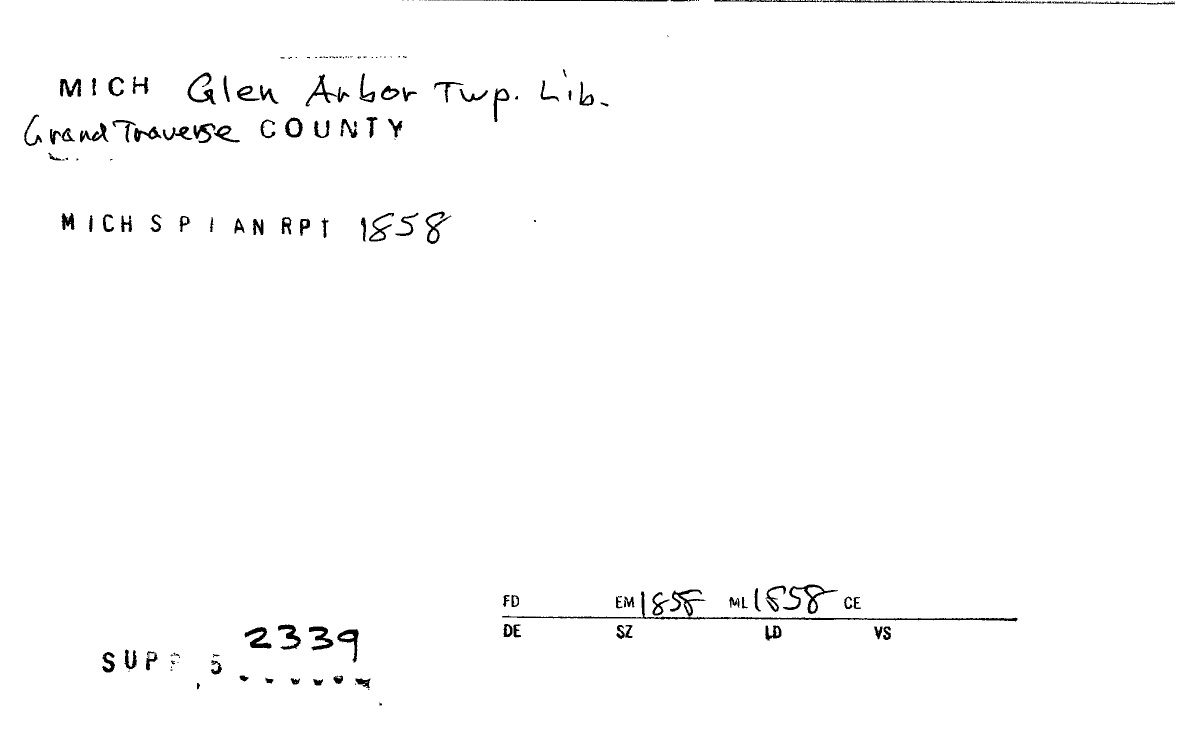 MICH Glen Arbor Twp. Lib.
Grand Traverse COUNTY
MICH S P I AN RPT 1858
FD EM 1858 ML 1858 CE
DE SZ LD VS
2339
SUPP 5